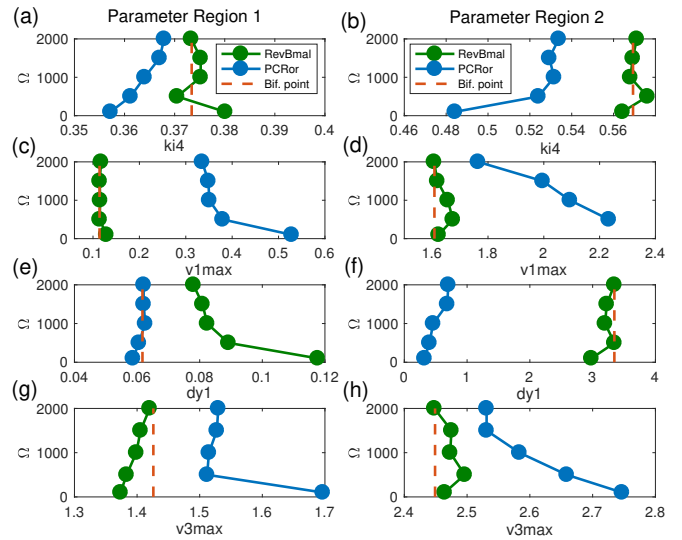 Parameter Region 1
Parameter Region 2
(a)
2000
1000
0
Ω
0.35 0.36 0.37 0.38 0.39 0.4
ki4
RevBmal
PCRor
Bif. point
(b)
2000
1000
0
Ω
0.46 0.48 0.5 0.52 0.54 0.56
ki4
RevBmal
PCRor
Bif. point
(c)
2000
1000
0
Ω
0.1 0.2 0.3 0.4 0.5 0.6
v1max
(d)
2000
1000
0
Ω
1.6 1.8 2 2.2 2.4
v1max
(e)
2000
1000
0
Ω
0.04 0.06 0.08 0.10 0.12
dy1
(f)
2000
1000
0
Ω
0 1 2 3 4
dy1
(g)
2000
1000
0
Ω
1.3 1.4 1.5 1.6 1.7
v3max
(h)
2000
1000
0
Ω
2.4 2.5 2.6 2.7 2.8
v3max